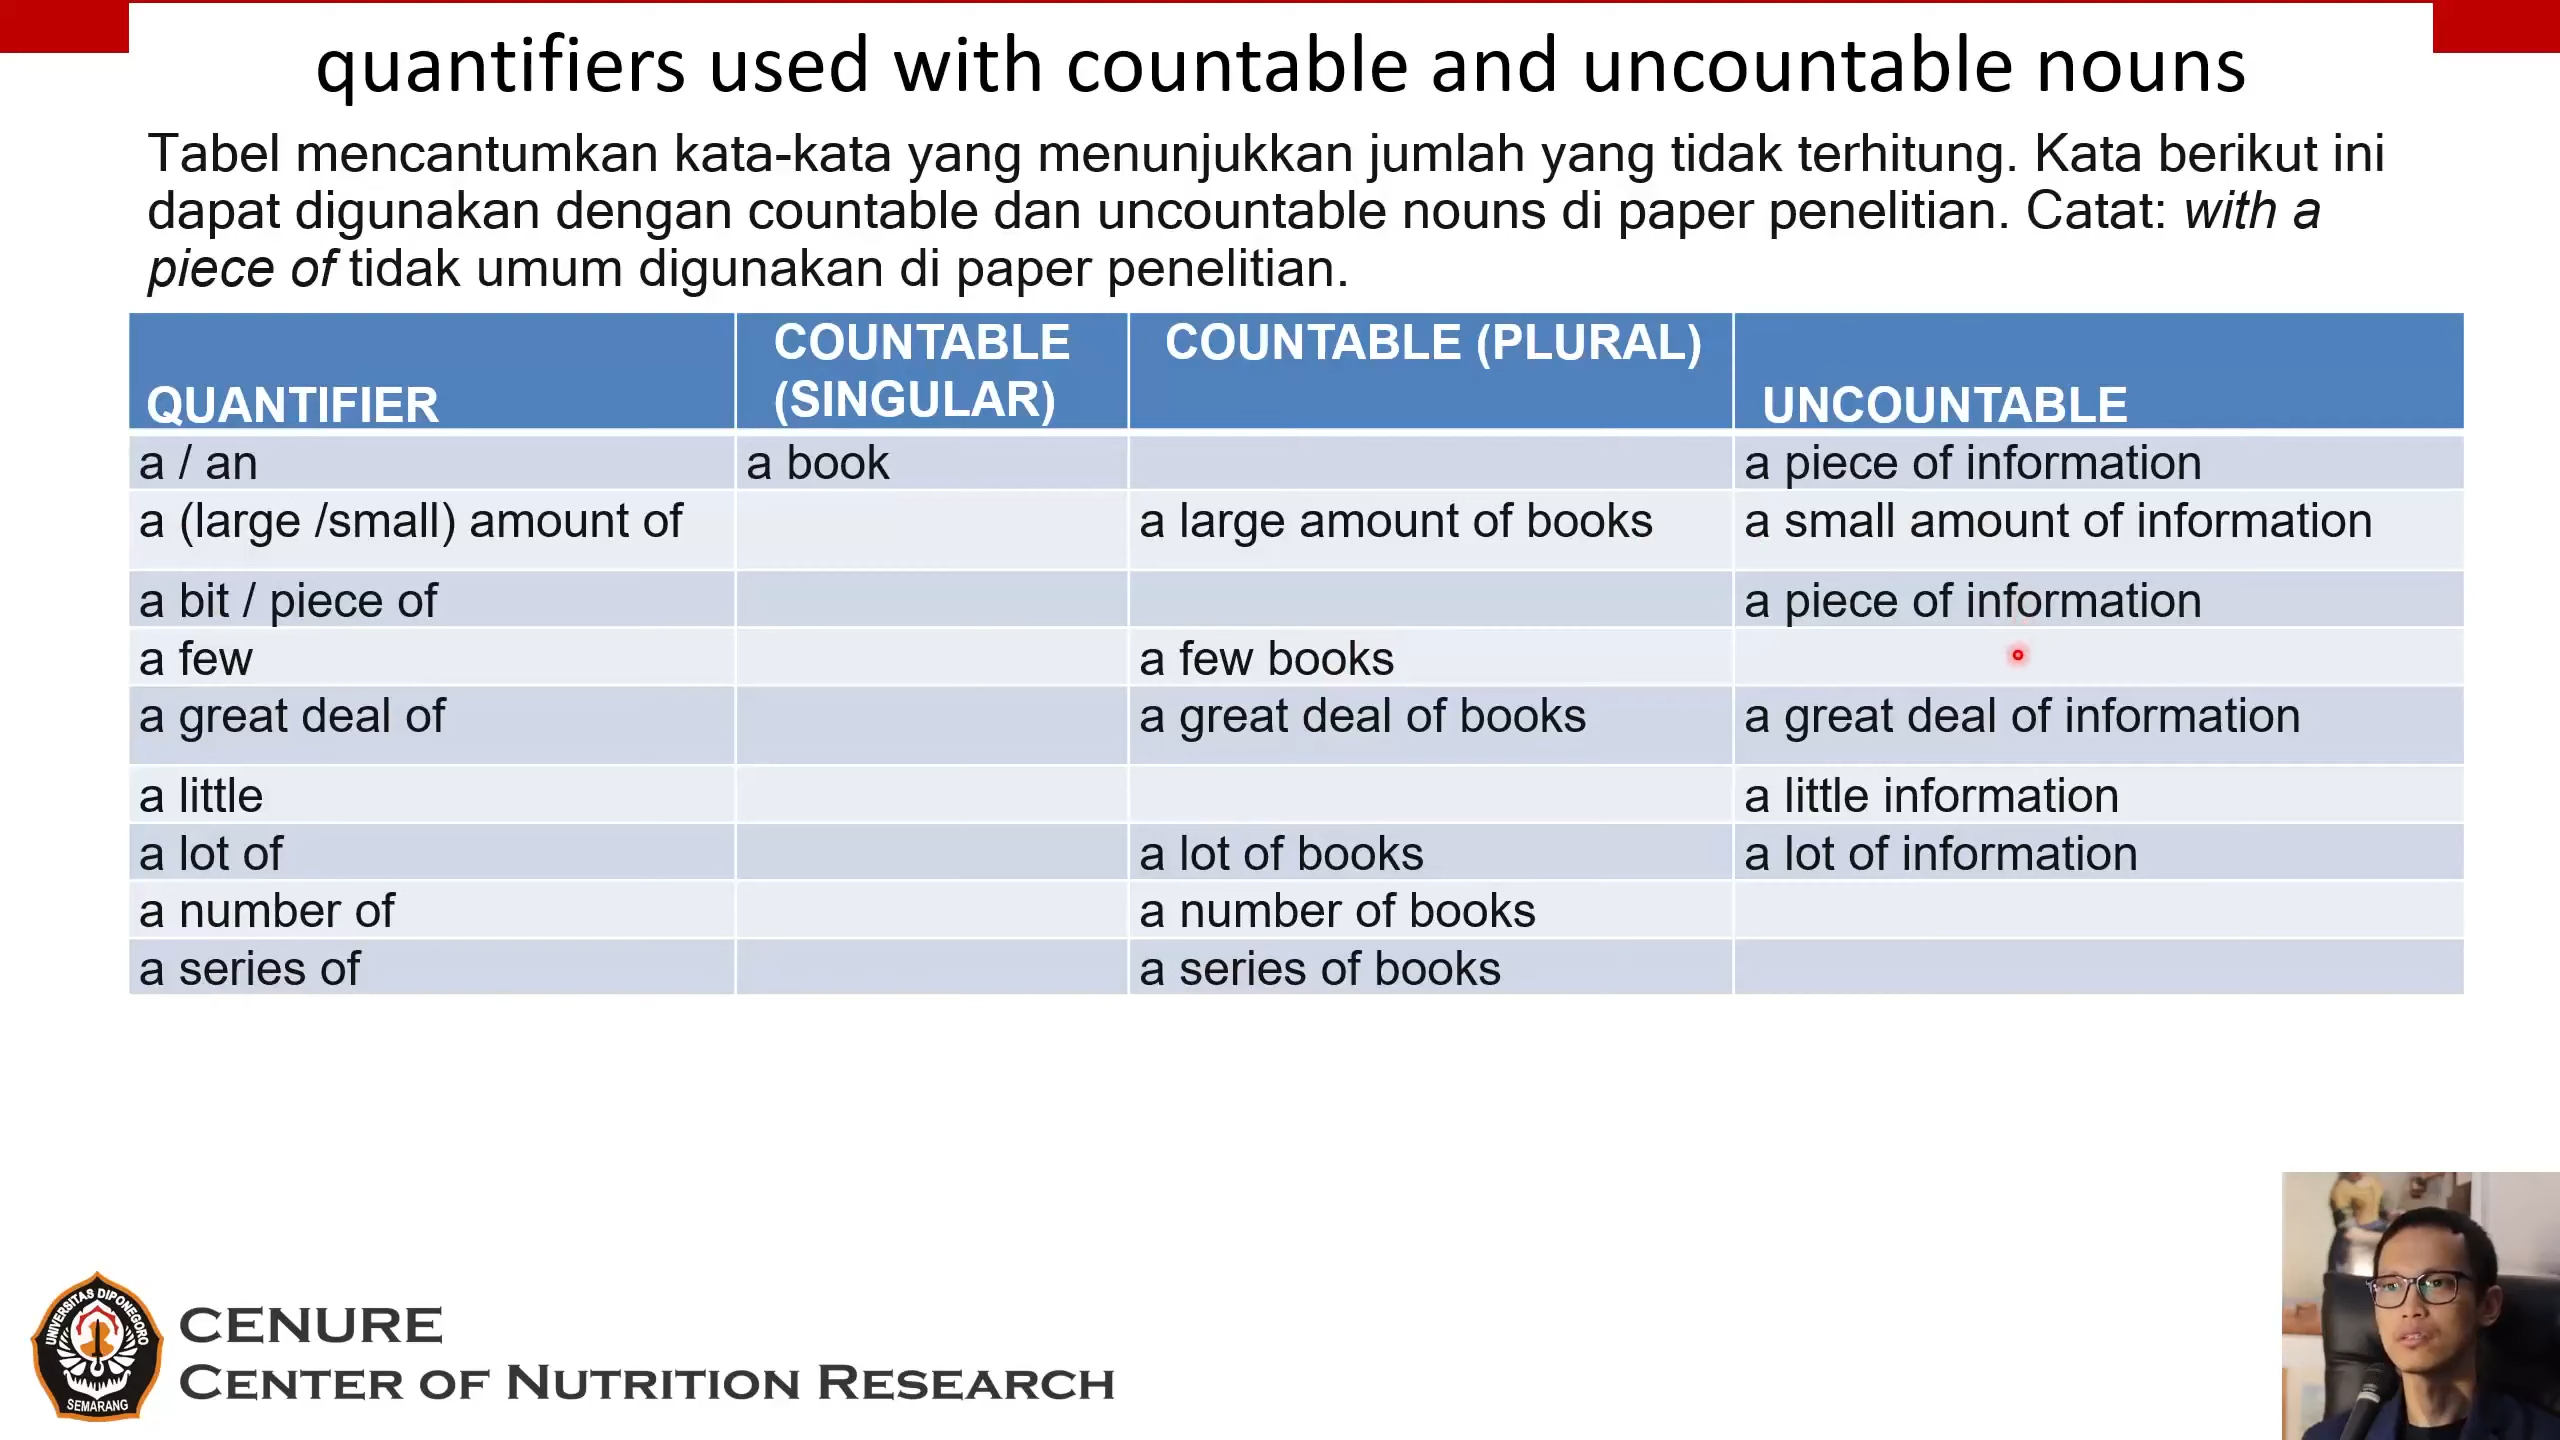 quantifiers used with countable and uncountable nouns
Tabel mencantumkan kata-kata yang menunjukkan jumlah yang tidak terhitung. Kata berikut ini
dapat digunakan dengan countable dan uncountable nouns di paper penelitian. Catat: with a
piece of tidak umum digunakan di paper penelitian.
QUANTIFIER COUNTABLE (SINGULAR) COUNTABLE (PLURAL) UNCOUNTABLE
a / an a book a piece of information
a (large /small) amount of a large amount of books a small amount of information
a bit / piece of a piece of information
a few a few books
a great deal of a great deal of books a great deal of information
a little a little information
a lot of a lot of books a lot of information
a number of a number of books
a series of a series of books
UNIVERSITAS DIPONEGORO
SEMARANG
CENURE
CENTER OF NUTRITION RESEARCH